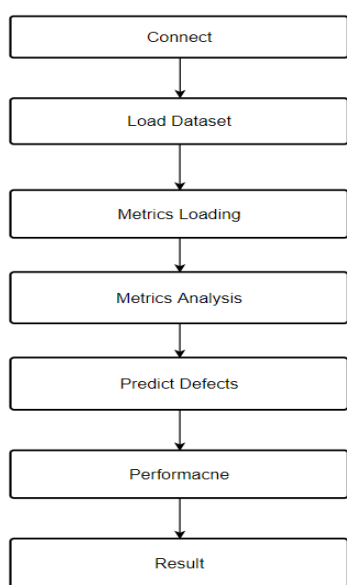 Connect
Load Dataset
Metrics Loading
Metrics Analysis
Predict Defects
Performacne
Result